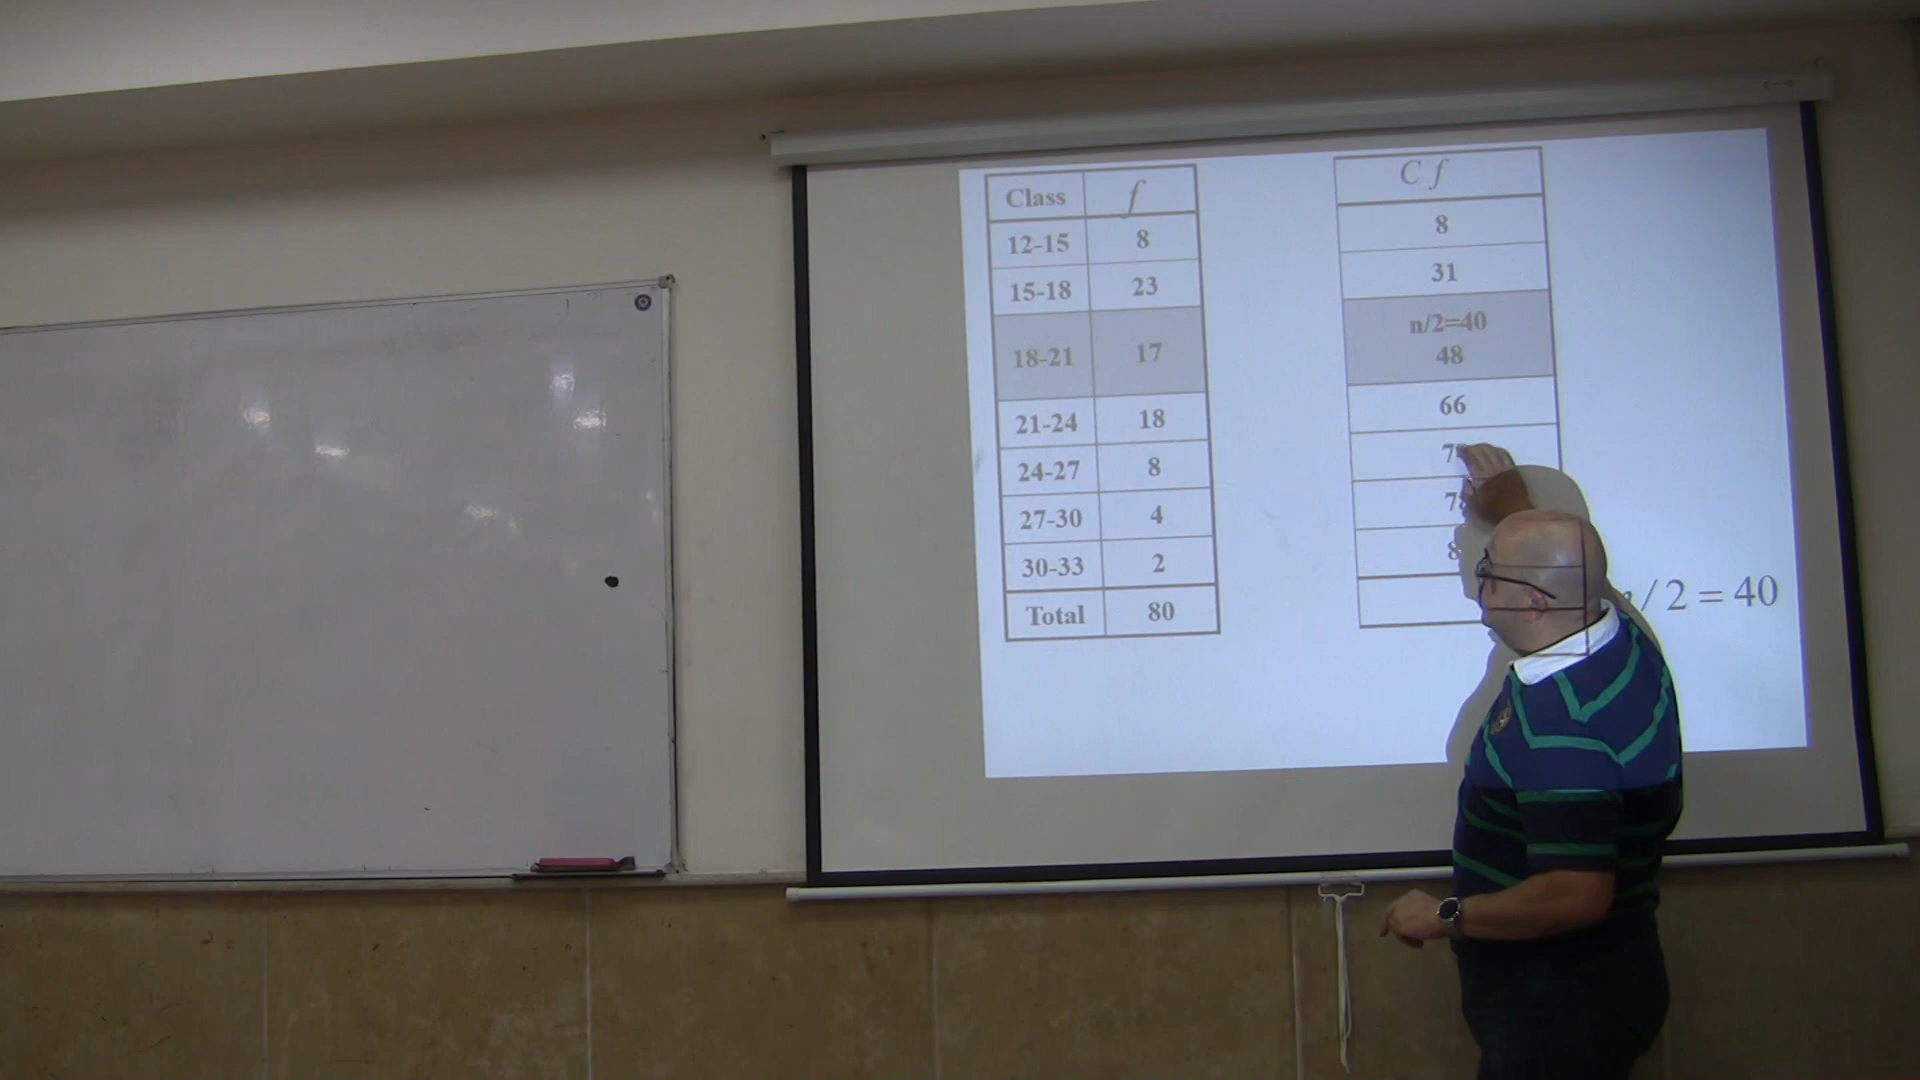 Class f
12-15 8
15-18 23
18-21 17
21-24 18
24-27 8
27-30 4
30-33 2
Total 80
C f
8
31
n/2=40
48
66
/ 2 = 40